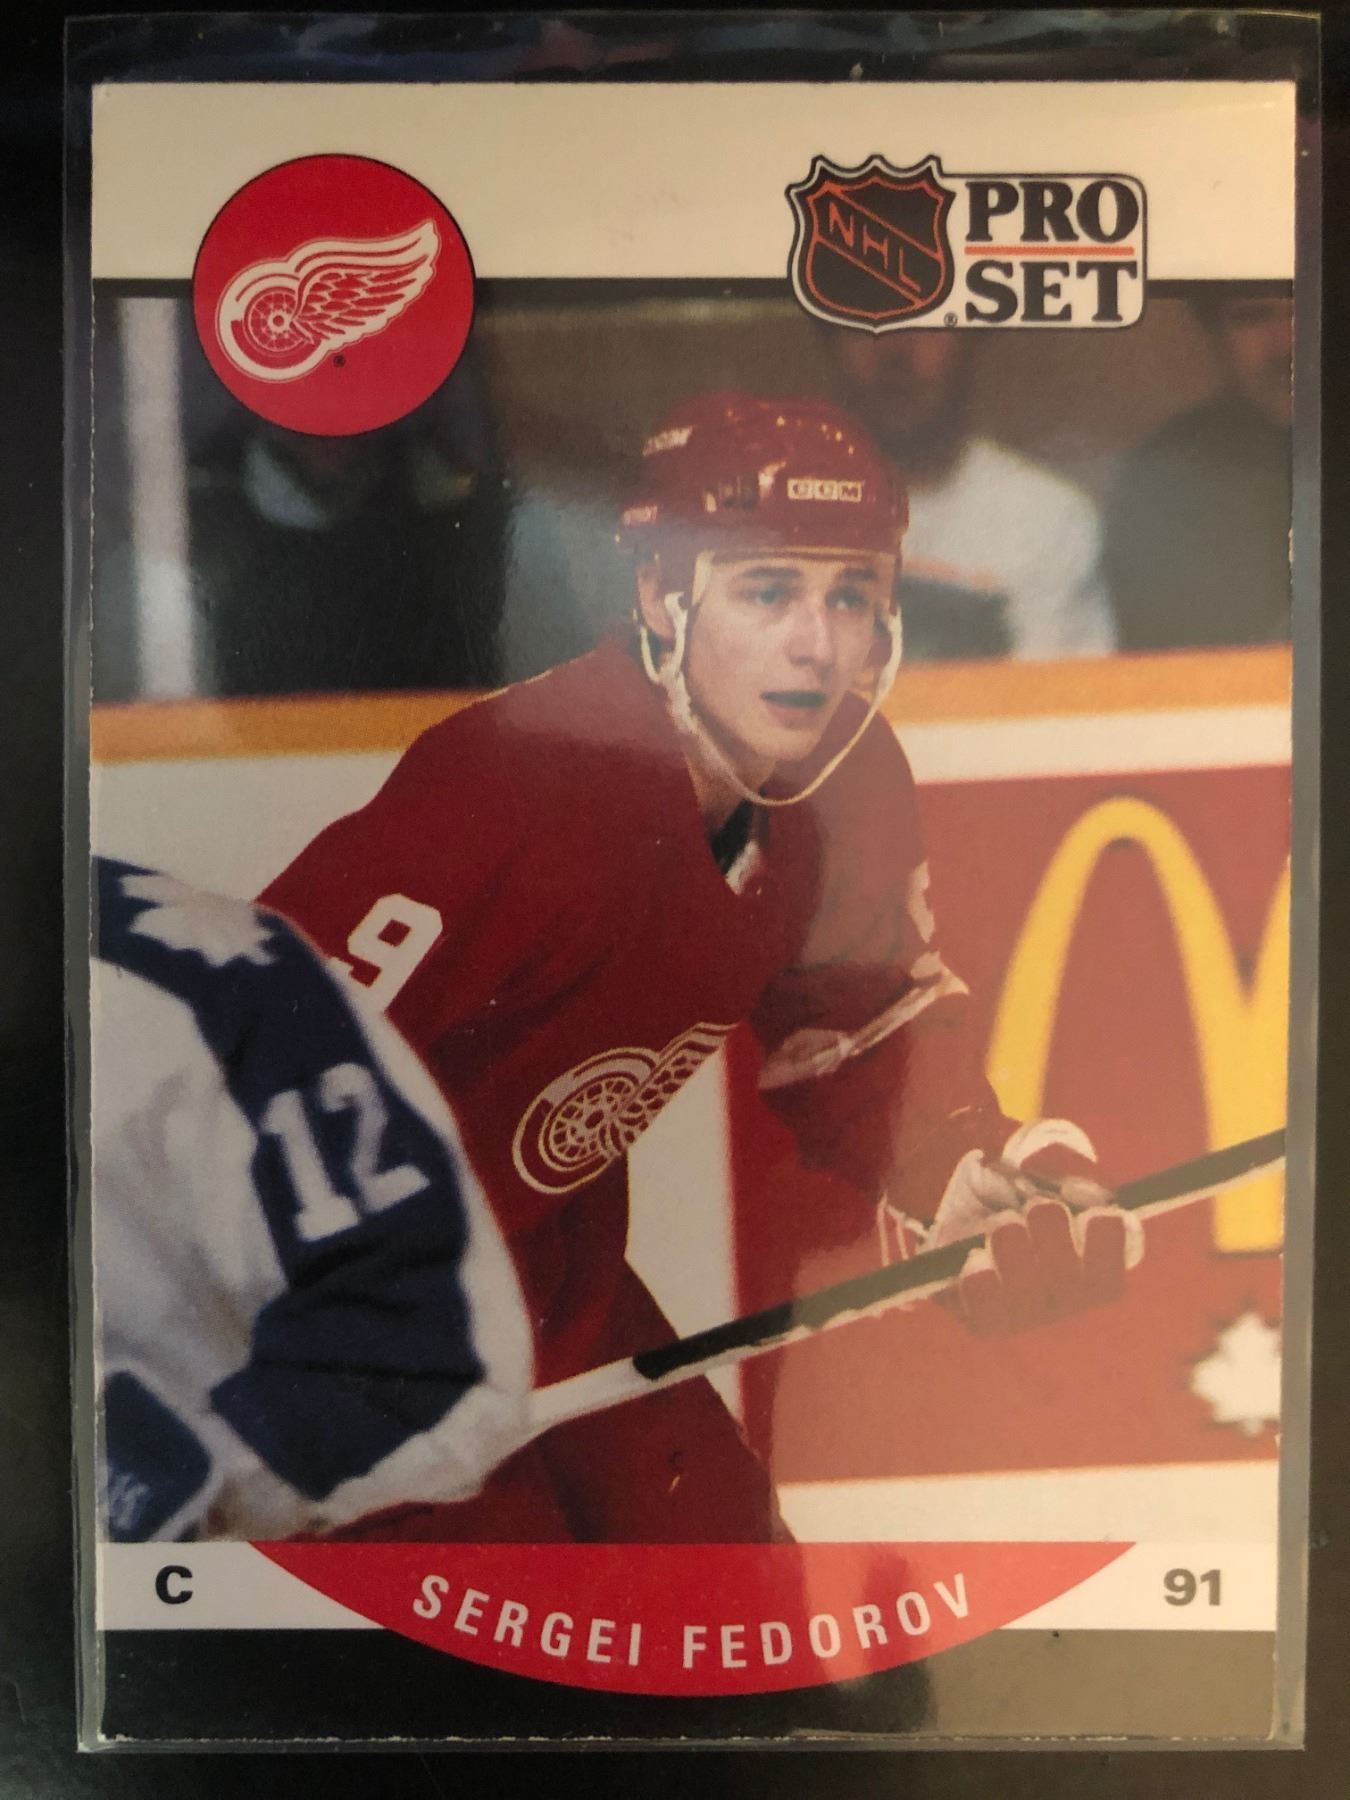 NHL
PRO
SET
®
CCM
9
12
C
SERGEI FEDOROV
91